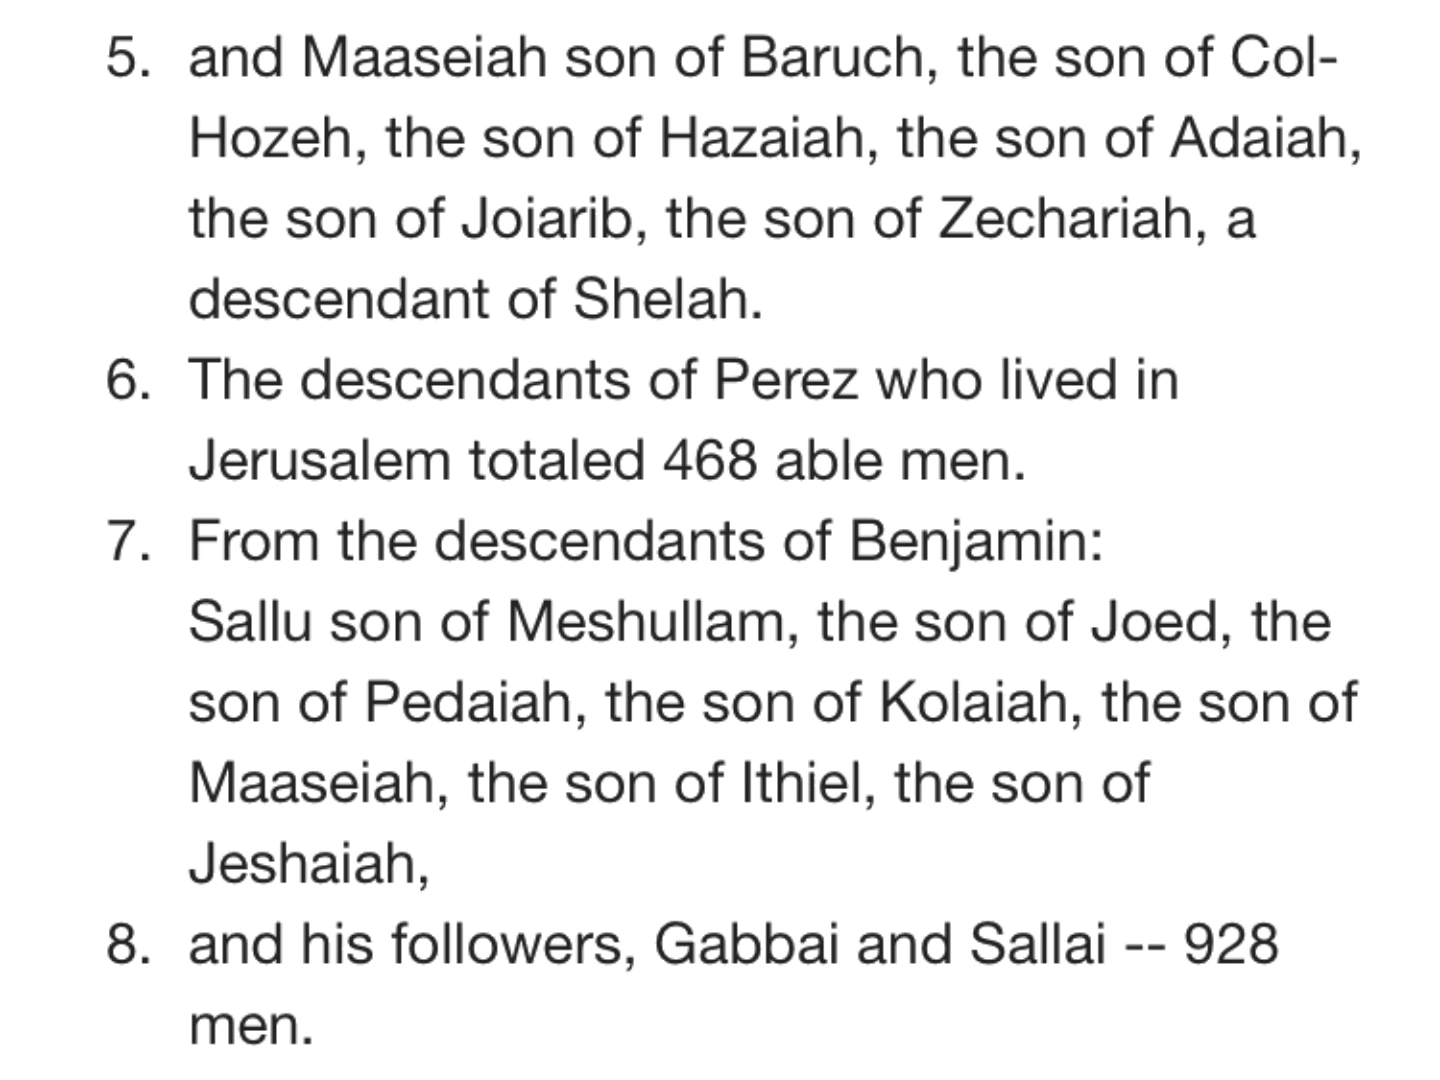 5. and Maaseiah son of Baruch, the son of Col-
Hozeh, the son of Hazaiah, the son of Adaiah,
the son of Joiarib, the son of Zechariah, a
descendant of Shelah.
6. The descendants of Perez who lived in
Jerusalem totaled 468 able men.
7. From the descendants of Benjamin:
Sallu son of Meshullam, the son of Joed, the
son of Pedaiah, the son of Kolaiah, the son of
Maaseiah, the son of Ithiel, the son of
Jeshaiah,
8. and his followers, Gabbai and Sallai -- 928
men.